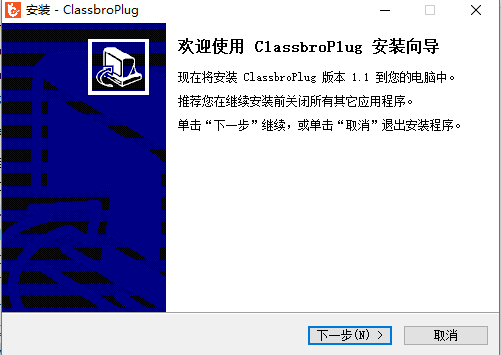 安装 - ClassbroPlug
欢迎使用 ClassbroPlug 安装向导
现在将安装 ClassbroPlug 版本 1.1 到您的电脑中。
推荐您在继续安装前关闭所有其它应用程序。
单击“下一步”继续，或单击“取消”退出安装程序。
下一步(N) >
取消